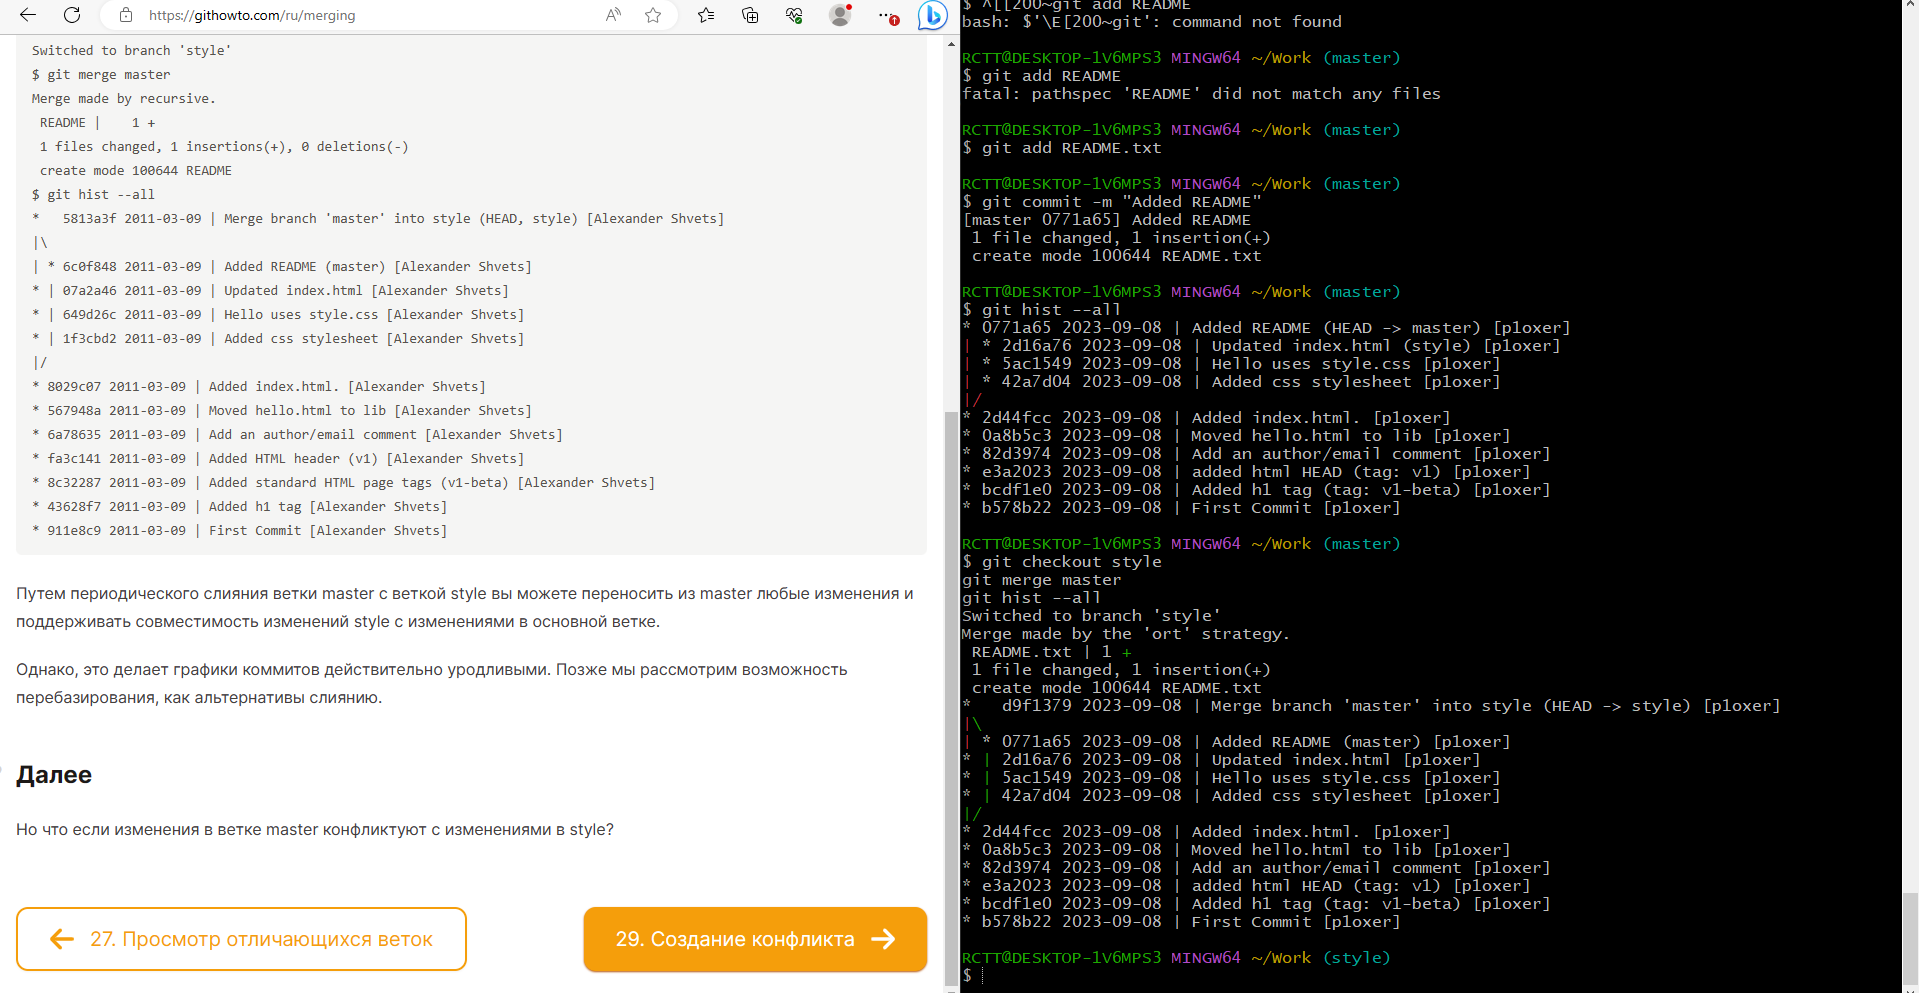 https://githowto.com/ru/merging
Switched to branch 'style'
$ git merge master
Merge made by recursive.
 README |    1 +
 1 files changed, 1 insertions(+), 0 deletions(-)
 create mode 100644 README
$ git hist --all
*   5813a3f 2011-03-09 | Merge branch 'master' into style (HEAD, style) [Alexander Shvets]
|\
| * 6c0f848 2011-03-09 | Added README (master) [Alexander Shvets]
* | 07a2a46 2011-03-09 | Updated index.html [Alexander Shvets]
* | 649d26c 2011-03-09 | Hello uses style.css [Alexander Shvets]
* | 1f3cbd2 2011-03-09 | Added css stylesheet [Alexander Shvets]
|/
* 8029c07 2011-03-09 | Added index.html. [Alexander Shvets]
* 567948a 2011-03-09 | Moved hello.html to lib [Alexander Shvets]
* 6a78635 2011-03-09 | Add an author/email comment [Alexander Shvets]
* fa3c141 2011-03-09 | Added HTML header (v1) [Alexander Shvets]
* 8c32287 2011-03-09 | Added standard HTML page tags (v1-beta) [Alexander Shvets]
* 43628f7 2011-03-09 | Added h1 tag [Alexander Shvets]
* 911e8c9 2011-03-09 | First Commit [Alexander Shvets]
Путем периодического слияния ветки master с веткой style вы можете переносить из master любые изменения и
поддерживать совместимость изменений style с изменениями в основной ветке.
Однако, это делает графики коммитов действительно уродливыми. Позже мы рассмотрим возможность
перебазирования, как альтернативы слиянию.
Далее
Но что если изменения в ветке master конфликтуют с изменениями в style?
27. Просмотр отличающихся веток
29. Создание конфликта
$ ^[[200~git add README
bash: $'\E[200~git': command not found
RCTT@DESKTOP-1V6MPS3 MINGW64 ~/Work (master)
$ git add README
fatal: pathspec 'README' did not match any files
RCTT@DESKTOP-1V6MPS3 MINGW64 ~/Work (master)
$ git add README.txt
RCTT@DESKTOP-1V6MPS3 MINGW64 ~/Work (master)
$ git commit -m "Added README"
[master 0771a65] Added README
 1 file changed, 1 insertion(+)
 create mode 100644 README.txt
RCTT@DESKTOP-1V6MPS3 MINGW64 ~/Work (master)
$ git hist --all
* 0771a65 2023-09-08 | Added README (HEAD -> master) [p1oxer]
| * 2d16a76 2023-09-08 | Updated index.html (style) [p1oxer]
| * 5ac1549 2023-09-08 | Hello uses style.css [p1oxer]
| * 42a7d04 2023-09-08 | Added css stylesheet [p1oxer]
|/
* 2d44fcc 2023-09-08 | Added index.html. [p1oxer]
* 0a8b5c3 2023-09-08 | Moved hello.html to lib [p1oxer]
* 82d3974 2023-09-08 | Add an author/email comment [p1oxer]
* e3a2023 2023-09-08 | added html HEAD (tag: v1) [p1oxer]
* bcdf1e0 2023-09-08 | Added h1 tag (tag: v1-beta) [p1oxer]
* b578b22 2023-09-08 | First Commit [p1oxer]
RCTT@DESKTOP-1V6MPS3 MINGW64 ~/Work (master)
$ git checkout style
git merge master
git hist --all
Switched to branch 'style'
Merge made by the 'ort' strategy.
 README.txt | 1 +
 1 file changed, 1 insertion(+)
 create mode 100644 README.txt
*   d9f1379 2023-09-08 | Merge branch 'master' into style (HEAD -> style) [p1oxer]
|\
| * 0771a65 2023-09-08 | Added README (master) [p1oxer]
* | 2d16a76 2023-09-08 | Updated index.html [p1oxer]
* | 5ac1549 2023-09-08 | Hello uses style.css [p1oxer]
* | 42a7d04 2023-09-08 | Added css stylesheet [p1oxer]
|/
* 2d44fcc 2023-09-08 | Added index.html. [p1oxer]
* 0a8b5c3 2023-09-08 | Moved hello.html to lib [p1oxer]
* 82d3974 2023-09-08 | Add an author/email comment [p1oxer]
* e3a2023 2023-09-08 | added html HEAD (tag: v1) [p1oxer]
* bcdf1e0 2023-09-08 | Added h1 tag (tag: v1-beta) [p1oxer]
* b578b22 2023-09-08 | First Commit [p1oxer]
RCTT@DESKTOP-1V6MPS3 MINGW64 ~/Work (style)
$